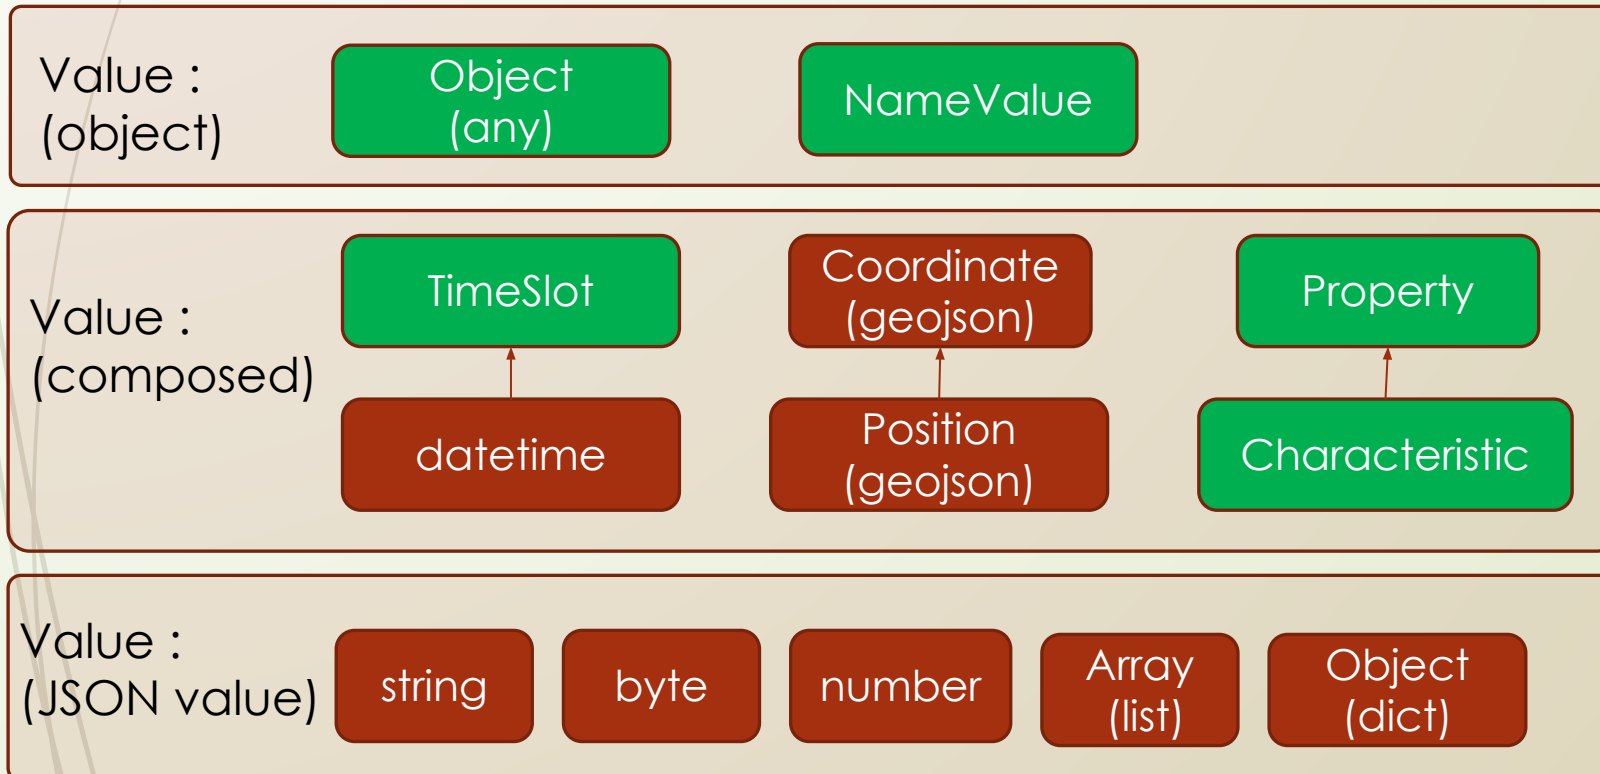 Value :
(object)
Object
(any)
NameValue
Value :
(composed)
TimeSlot
Coordinate
(geojson)
Property
datetime
Position
(geojson)
Characteristic
Value :
(JSON value)
string
byte
number
Array
(list)
Object
(dict)